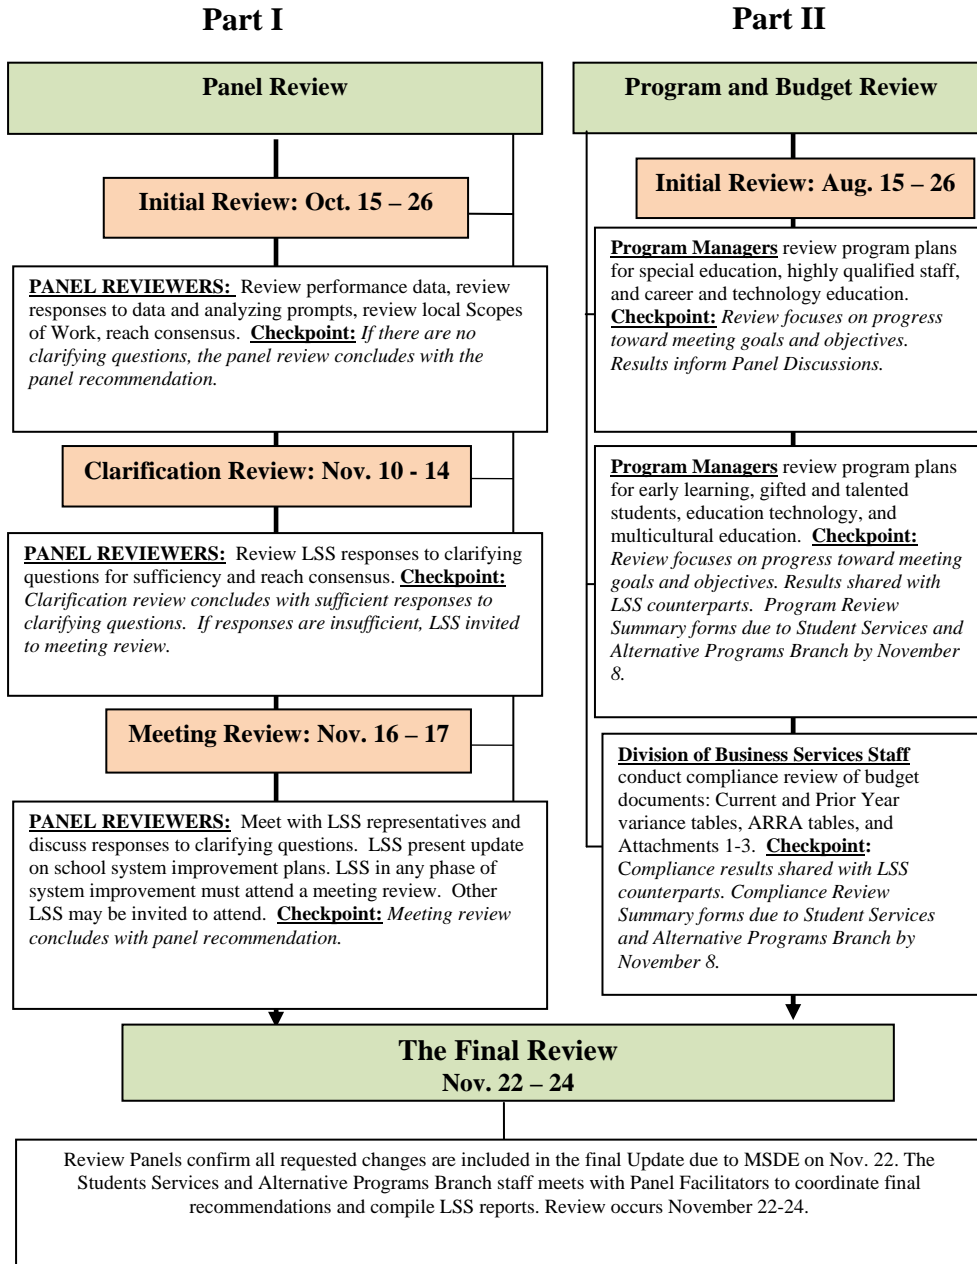 Part I
Panel Review
Initial Review: Oct. 15 – 26
PANEL REVIEWERS: Review performance data, review
responses to data and analyzing prompts, review local Scopes
of Work, reach consensus. Checkpoint: If there are no
clarifying questions, the panel review concludes with the
panel recommendation.
Clarification Review: Nov. 10 - 14
PANEL REVIEWERS: Review LSS responses to clarifying
questions for sufficiency and reach consensus. Checkpoint:
Clarification review concludes with sufficient responses to
clarifying questions. If responses are insufficient, LSS invited
to meeting review.
Meeting Review: Nov. 16 – 17
PANEL REVIEWERS: Meet with LSS representatives and
discuss responses to clarifying questions. LSS present update
on school system improvement plans. LSS in any phase of
system improvement must attend a meeting review. Other
LSS may be invited to attend. Checkpoint: Meeting review
concludes with panel recommendation.
Part II
Program and Budget Review
Initial Review: Aug. 15 – 26
Program Managers review program plans
for special education, highly qualified staff,
and career and technology education.
Checkpoint: Review focuses on progress
toward meeting goals and objectives.
Results inform Panel Discussions.
Program Managers review program plans
for early learning, gifted and talented
students, education technology, and
multicultural education. Checkpoint:
Review focuses on progress toward meeting
goals and objectives. Results shared with
LSS counterparts. Program Review
Summary forms due to Student Services and
Alternative Programs Branch by November
8.
Division of Business Services Staff
conduct compliance review of budget
documents: Current and Prior Year
variance tables, ARRA tables, and
Attachments 1-3. Checkpoint:
Compliance results shared with LSS
counterparts. Compliance Review
Summary forms due to Student Services
and Alternative Programs Branch by
November 8.
The Final Review
Nov. 22 – 24
Review Panels confirm all requested changes are included in the final Update due to MSDE on Nov. 22. The
Students Services and Alternative Programs Branch staff meets with Panel Facilitators to coordinate final
recommendations and compile LSS reports. Review occurs November 22-24.